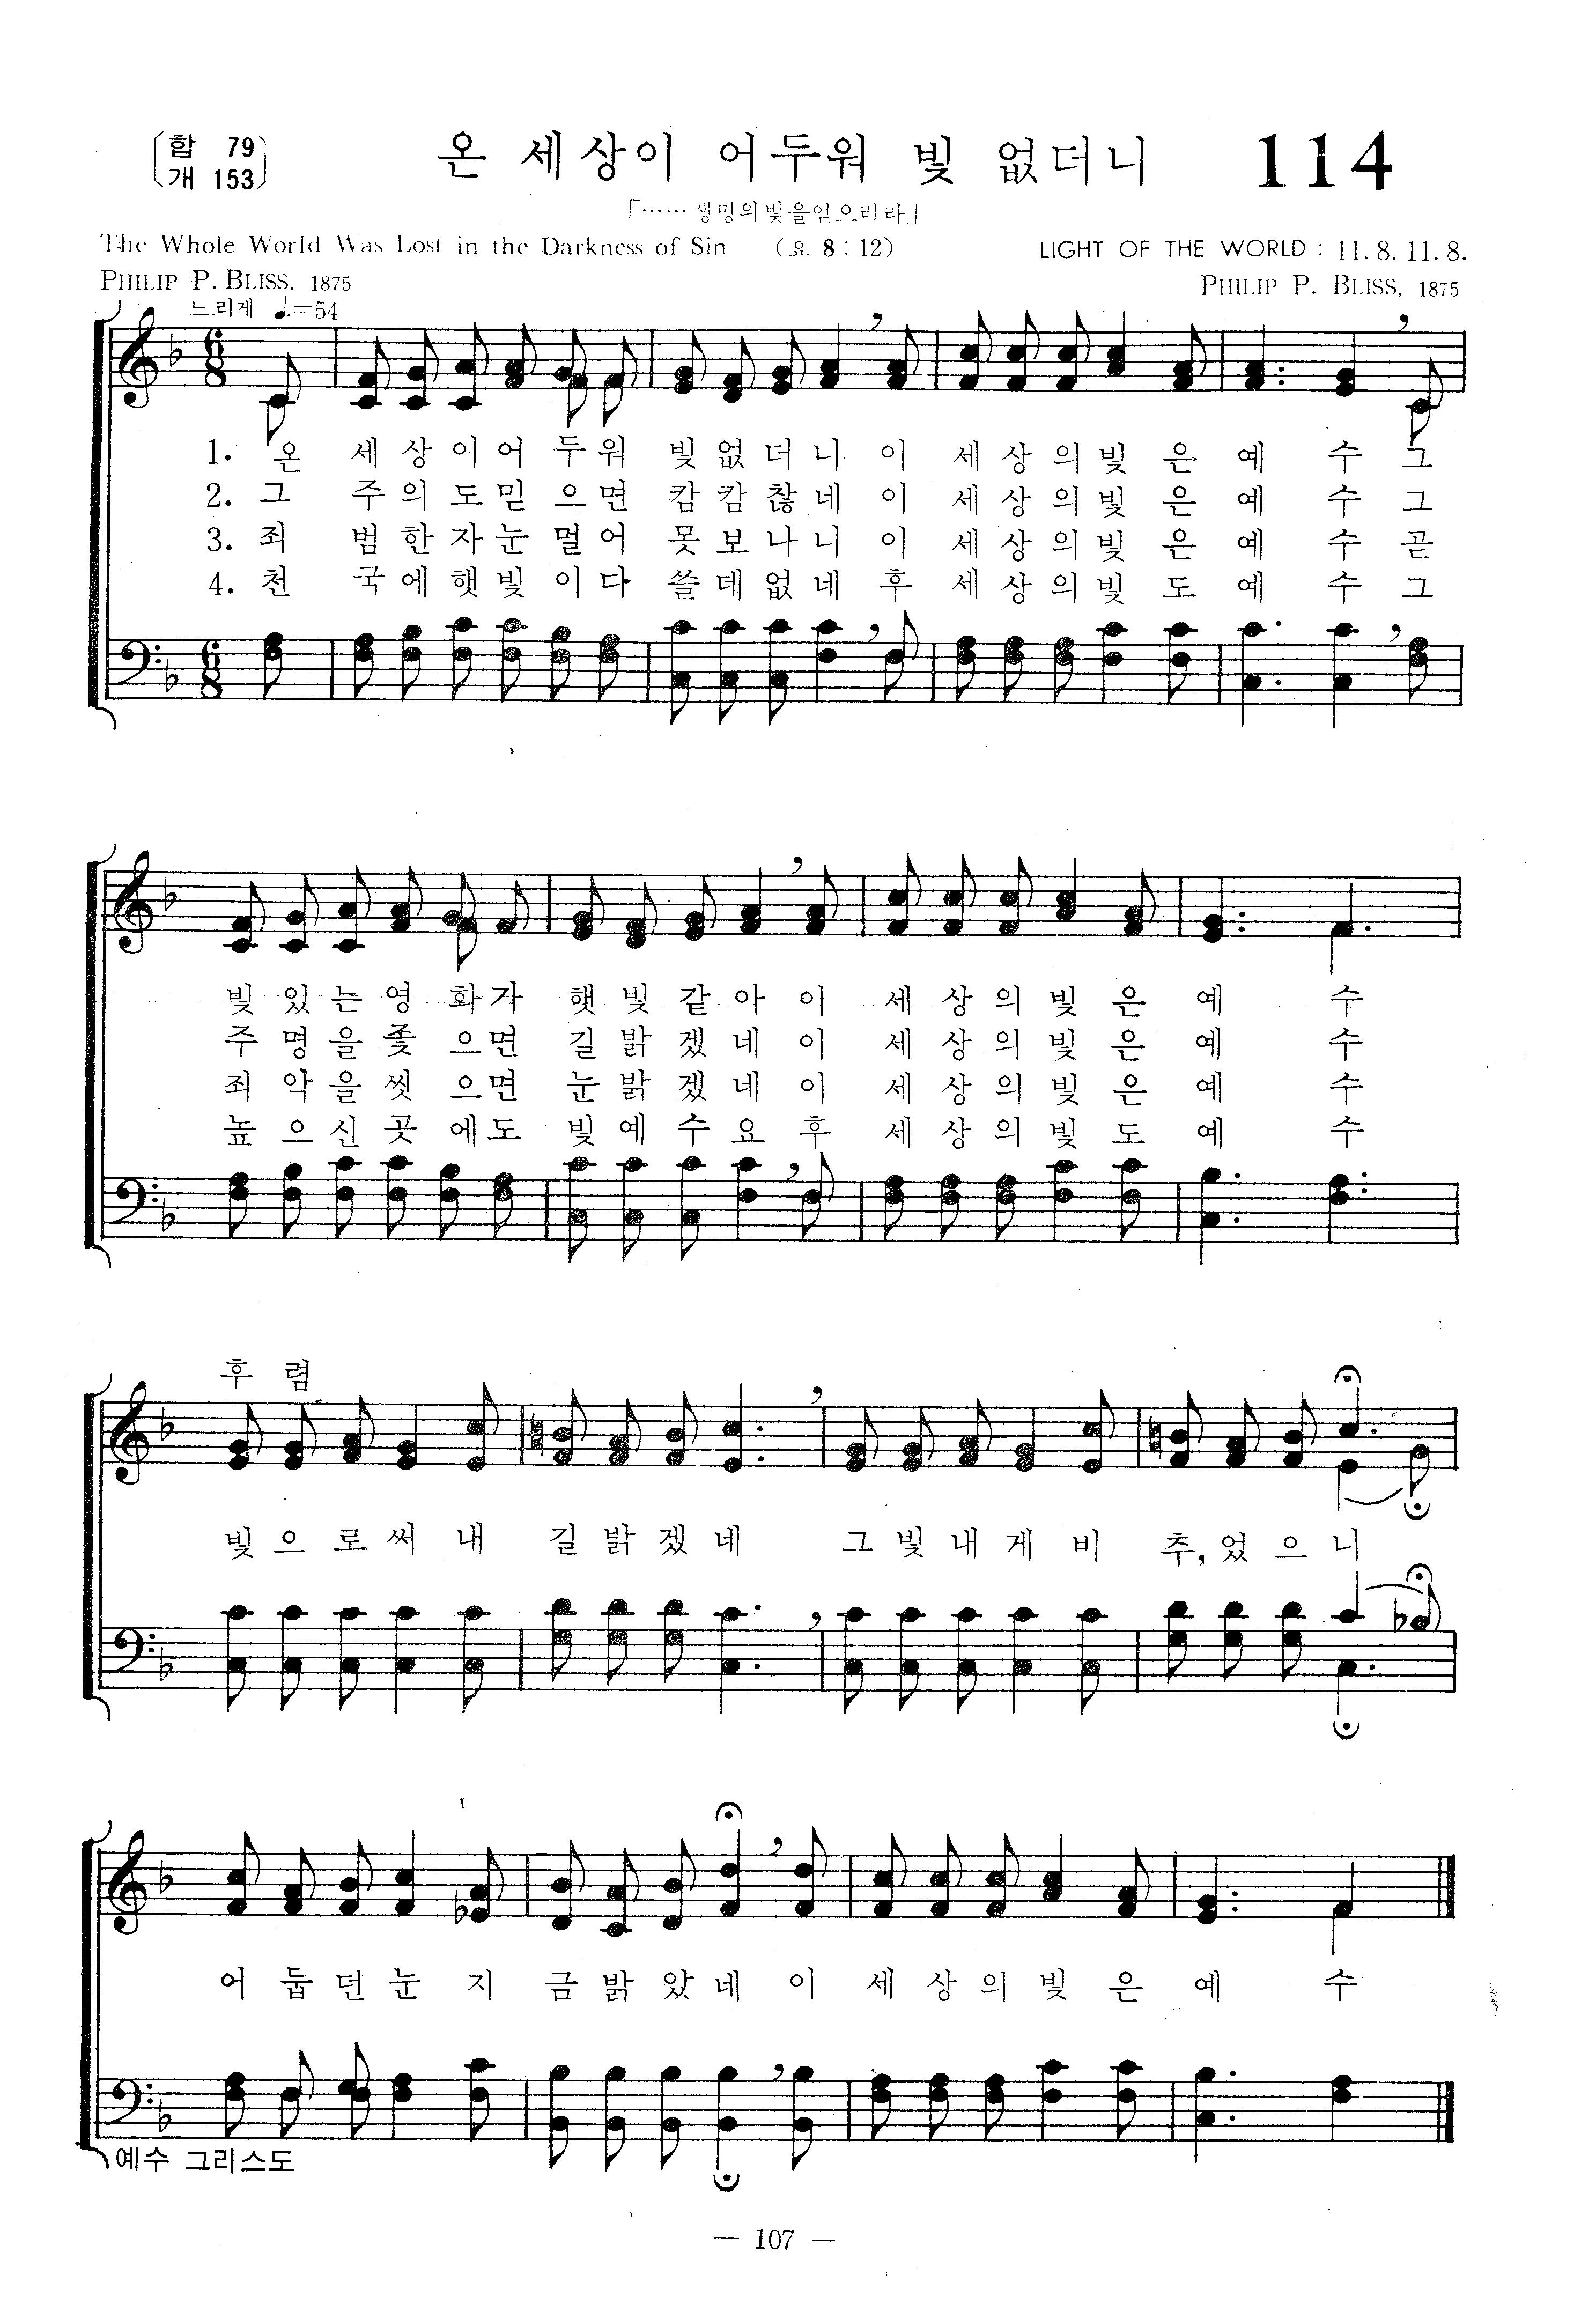 합 79
개 153
온 세상이 어두워 빛 없더니 114
「…… 생명의빛을얻으리라」
The Whole World Was Lost in the Darkness of Sin (요 8 : 12) LIGHT OF THE WORLD : 11. 8. 11. 8.
PHILIP P. BLISS, 1875 PHILIP P. BLISS, 1875
느리게 ♩.=54
1. 온 세 상 이 어 두 워 빛 없 더 니 이 세 상 의 빛 은 예 수 그
2. 그 주 의 도 믿 으 면 캄 캄 찮 네 이 세 상 의 빛 은 예 수 그
3. 죄 범 한 자 눈 멀 어 못 보 나 니 이 세 상 의 빛 은 예 수 곧
4. 천 국 에 햇 빛 이 다 쓸 데 없 네 후 세 상 의 빛 도 예 수 그
빛 있 는 영 화 가 햇 빛 같 아 이 세 상 의 빛 은 예 수
주 명 을 좇 으 면 길 밝 겠 네 이 세 상 의 빛 은 예 수
죄 악 을 씻 으 면 눈 밝 겠 네 이 세 상 의 빛 은 예 수
높 으 신 곳 에 도 빛 예 수 요 후 세 상 의 빛 도 예 수
후 렴
빛 으 로 써 내 길 밝 겠 네 그 빛 내 게 비 추, 었 으 니
어 둡 던 눈 지 금 밝 았 네 이 세 상 의 빛 은 예 수
예수 그리스도
— 107 —